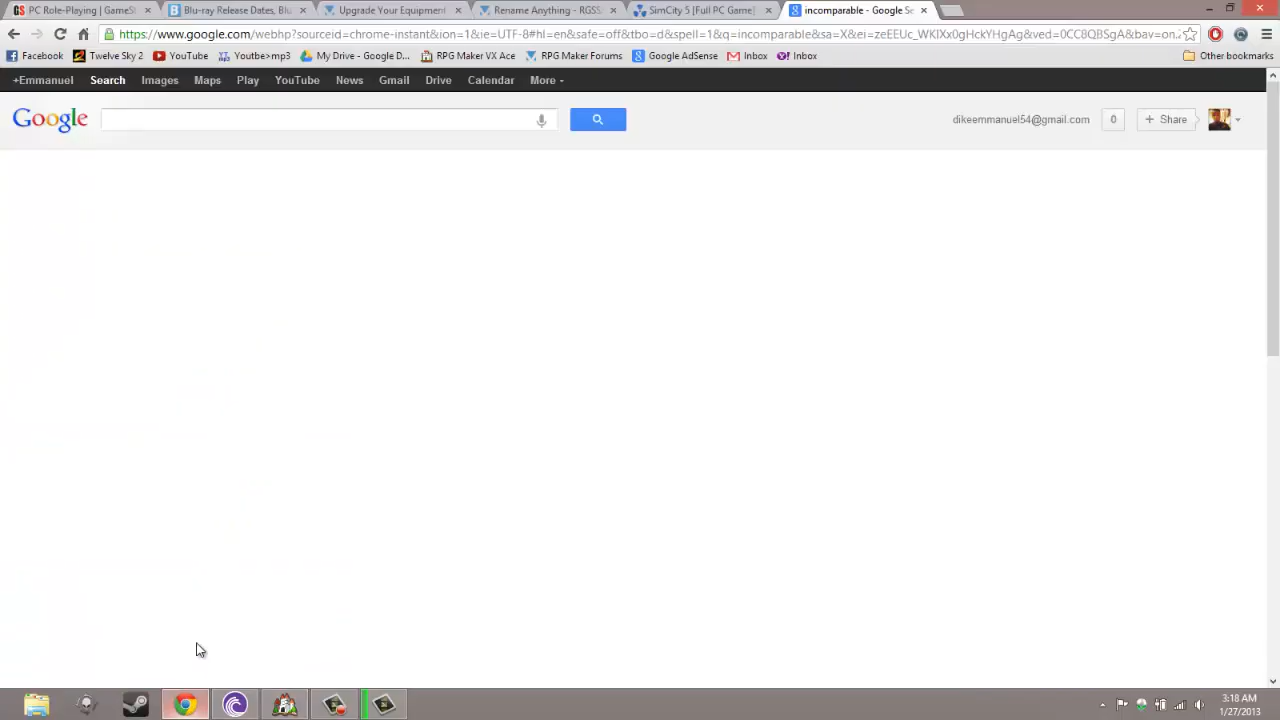 PC Role-Playing | GameSt
Blu-ray Release Dates, Blu
Upgrade Your Equipment
Rename Anything - RGSS
SimCity 5 [Full PC Game]
incomparable - Google Se
https://www.google.com/webhp?sourceid=chrome-instant&ion=1&ie=UTF-8#hl=en&safe=off&tbo=d&spell=1&q=incomparable&sa=X&ei=zeEEUc_WKIXx0gHckYHgAg&ved=0CC8QBSgA&bav=on.
Facebook
Twelve Sky 2
YouTube
Youtbe>mp3
My Drive - Google D...
RPG Maker VX Ace
RPG Maker Forums
Google AdSense
Inbox
Inbox
Other bookmarks
+Emmanuel Search Images Maps Play YouTube News Gmail Drive Calendar More
Google
dikeemmanuel54@gmail.com
0
+ Share
3:18 AM
1/27/2013